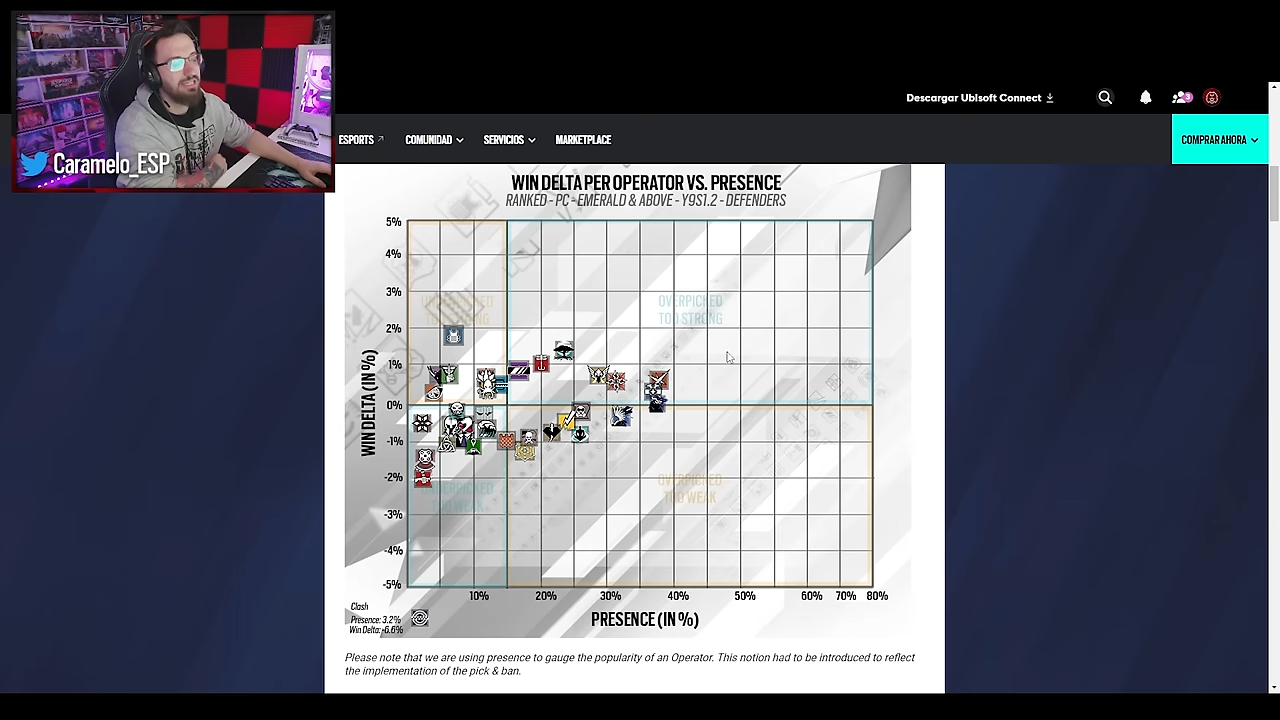 Descargar Ubisoft Connect
3
ESPORTS
COMUNIDAD
SERVICIOS
MARKETPLACE
COMPRAR AHORA
Caramelo_ESP
WIN DELTA PER OPERATOR VS. PRESENCE
RANKED - PC - EMERALD & ABOVE - Y9S1.2 - DEFENDERS
5%
4%
3%
2%
1%
0%
-1%
-2%
-3%
-4%
-5%
WIN DELTA (IN %)
OVERPICKED
TOO STRONG
UNDERPICKED
TOO WEAK
OVERPICKED
TOO WEAK
10%
20%
30%
40%
50%
60%
70%
80%
PRESENCE (IN %)
Clash
Presence: 3.2%
Win Delta: -6.6%
Please note that we are using presence to gauge the popularity of an Operator. This notion had to be introduced to reflect
the implementation of the pick & ban.